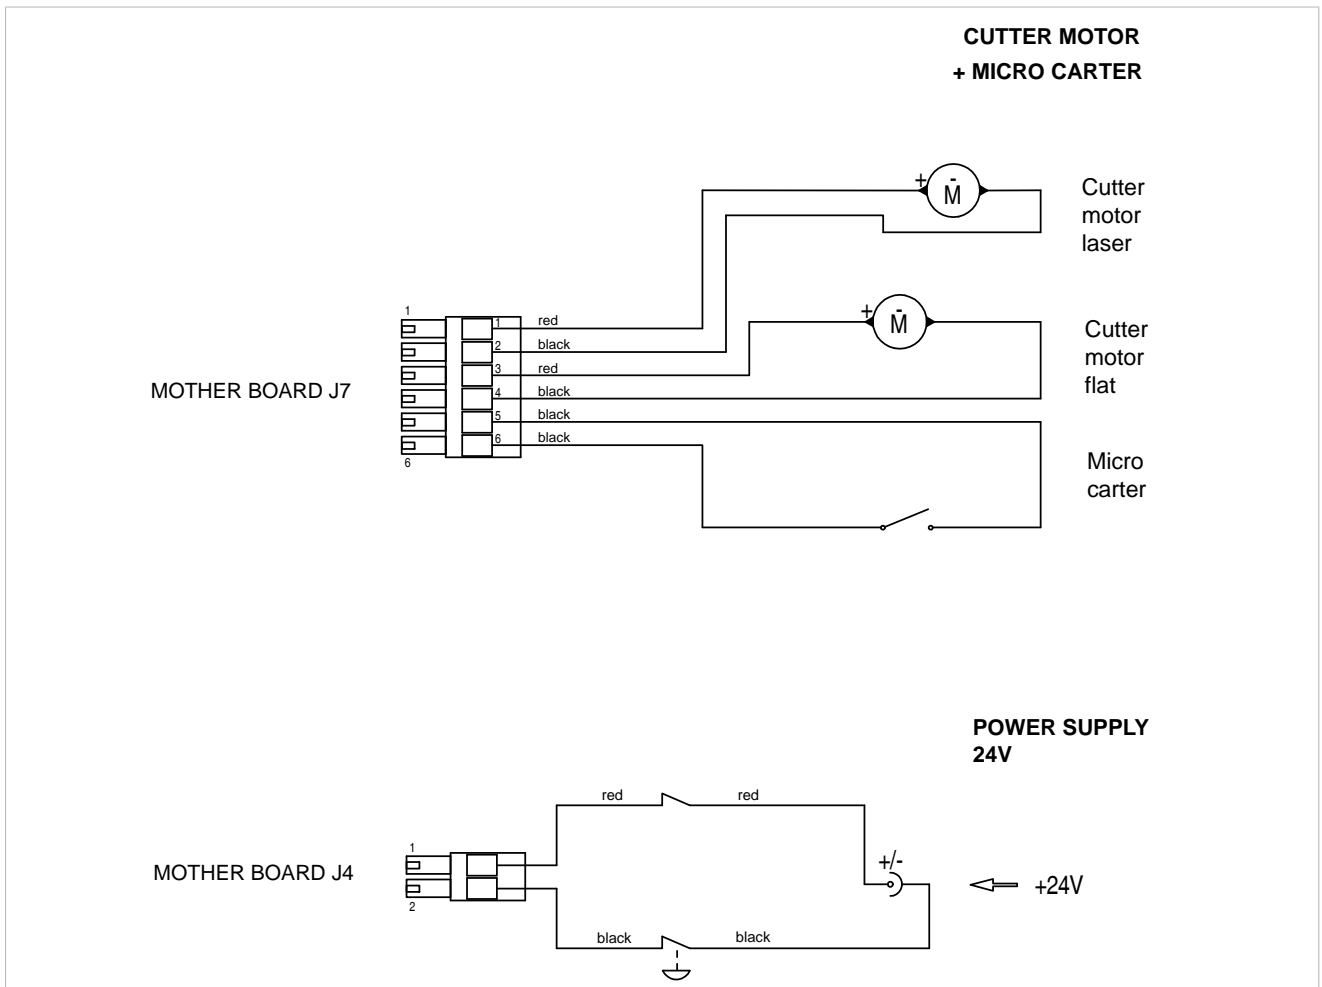 CUTTER MOTOR
+ MICRO CARTER
+
-
M
Cutter
motor
laser
+
-
M
Cutter
motor
flat
1
1
red
2
black
3
red
MOTHER BOARD J7
4
black
5
black
6
black
6
Micro
carter
POWER SUPPLY
24V
red
red
1
MOTHER BOARD J4
2
+/-
+24V
black
black